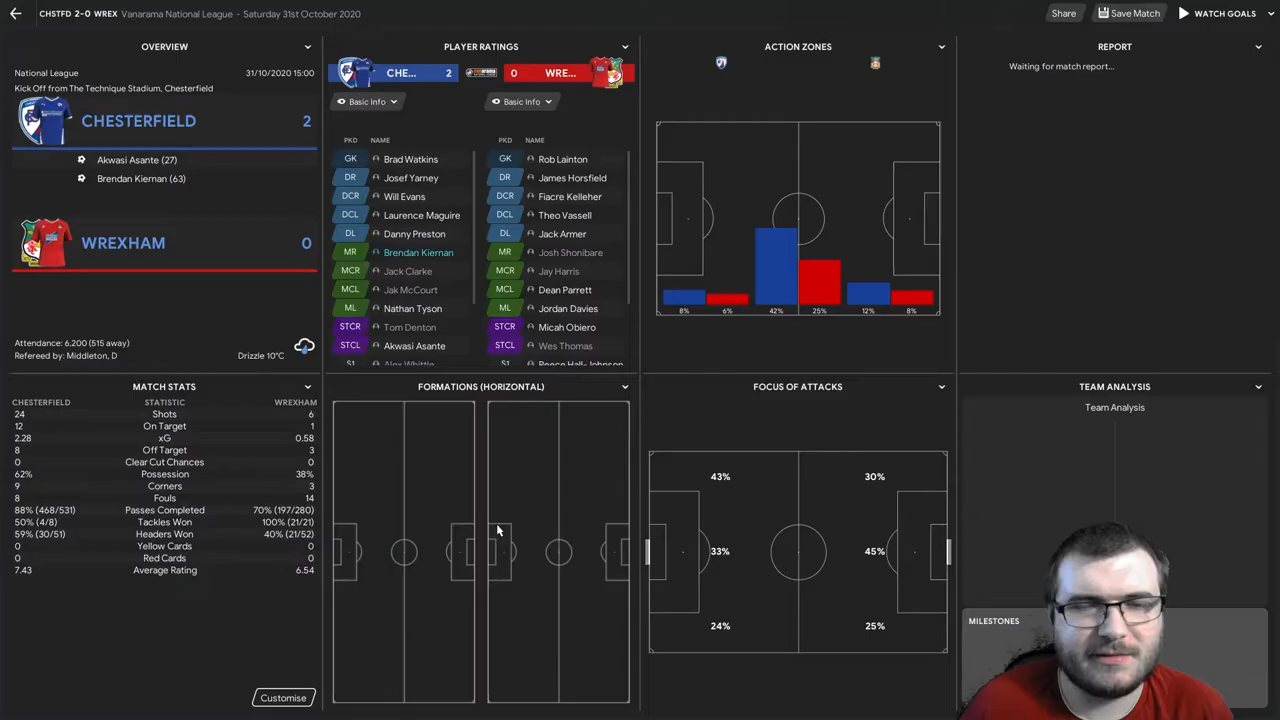 CHSTFD 2-0 WREX Vanarama National League - Saturday 31st October 2020
Share
Save Match
WATCH GOALS
OVERVIEW
National League 31/10/2020 15:00
Kick Off from The Technique Stadium, Chesterfield
CHESTERFIELD 2
Akwasi Asante (27)
Brendan Kiernan (63)
WREXHAM 0
Attendance: 6,200 (515 away)
Refereed by: Middleton, D Drizzle 10°C
MATCH STATS
CHESTERFIELD STATISTIC WREXHAM
24 Shots 6
12 On Target 1
2.28 xG 0.58
8 Off Target 3
0 Clear Cut Chances 0
62% Possession 38%
9 Corners 3
8 Fouls 14
88% (468/531) Passes Completed 70% (197/280)
50% (4/8) Tackles Won 100% (21/21)
59% (30/51) Headers Won 40% (21/52)
0 Yellow Cards 0
0 Red Cards 0
7.43 Average Rating 6.54
Customise
PLAYER RATINGS
CHE... 2 0 WRE...
Basic Info Basic Info
PKD NAME PKD NAME
GK Brad Watkins GK Rob Lainton
DR Josef Yarney DR James Horsfield
DCR Will Evans DCR Fiacre Kelleher
DCL Laurence Maguire DCL Theo Vassell
DL Danny Preston DL Jack Armer
MR Brendan Kiernan MR Josh Shonibare
MCR Jack Clarke MCR Jay Harris
MCL Jak McCourt MCL Dean Parrett
ML Nathan Tyson ML Jordan Davies
STCR Tom Denton STCR Micah Obiero
STCL Akwasi Asante STCL Wes Thomas
S1 Alex Whittle S1 Reece Hall-Johnson
FORMATIONS (HORIZONTAL)
ACTION ZONES
8% 6% 42% 25% 12% 8%
FOCUS OF ATTACKS
43% 30%
33% 45%
24% 25%
REPORT
Waiting for match report...
TEAM ANALYSIS
Team Analysis
MILESTONES